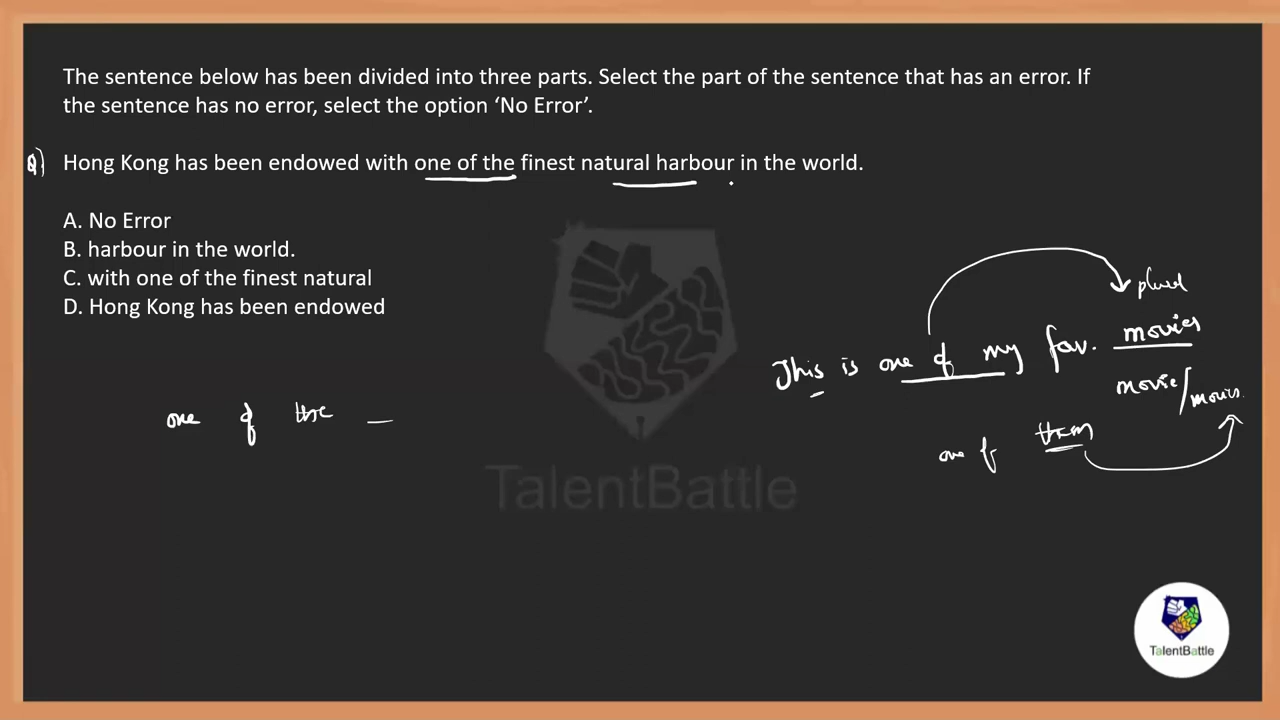 The sentence below has been divided into three parts. Select the part of the sentence that has an error. If
the sentence has no error, select the option ‘No Error’.
Q) Hong Kong has been endowed with one of the finest natural harbour in the world.
A. No Error
B. harbour in the world.
C. with one of the finest natural
D. Hong Kong has been endowed
plural
This is one of my fav. movies
movie/movies
one of the _
one of them
TalentBattle
TalentBattle